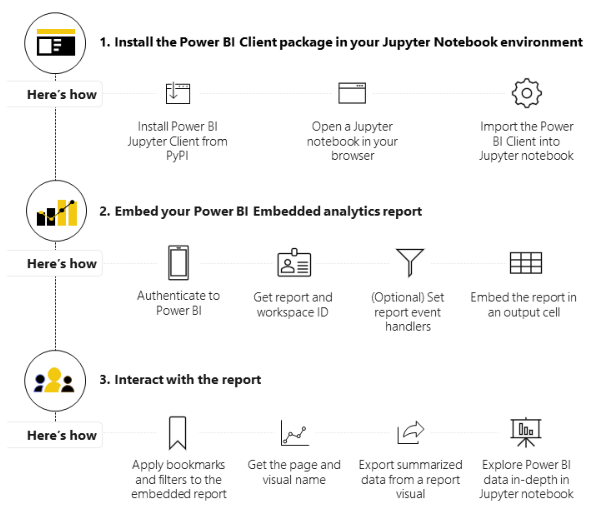 1. Install the Power BI Client package in your Jupyter Notebook environment
Here's how
Install Power BI
Jupyter Client from
PyPI
Open a Jupyter
notebook in your
browser
Import the Power
BI Client into
Jupyter notebook
2. Embed your Power BI Embedded analytics report
Here's how
Authenticate to
Power BI
Get report and
workspace ID
(Optional) Set
report event
handlers
Embed the report in
an output cell
3. Interact with the report
Here's how
Apply bookmarks
and filters to the
embedded report
Get the page and
visual name
Export summarized
data from a report
visual
Explore Power BI
data in-depth in
Jupyter notebook